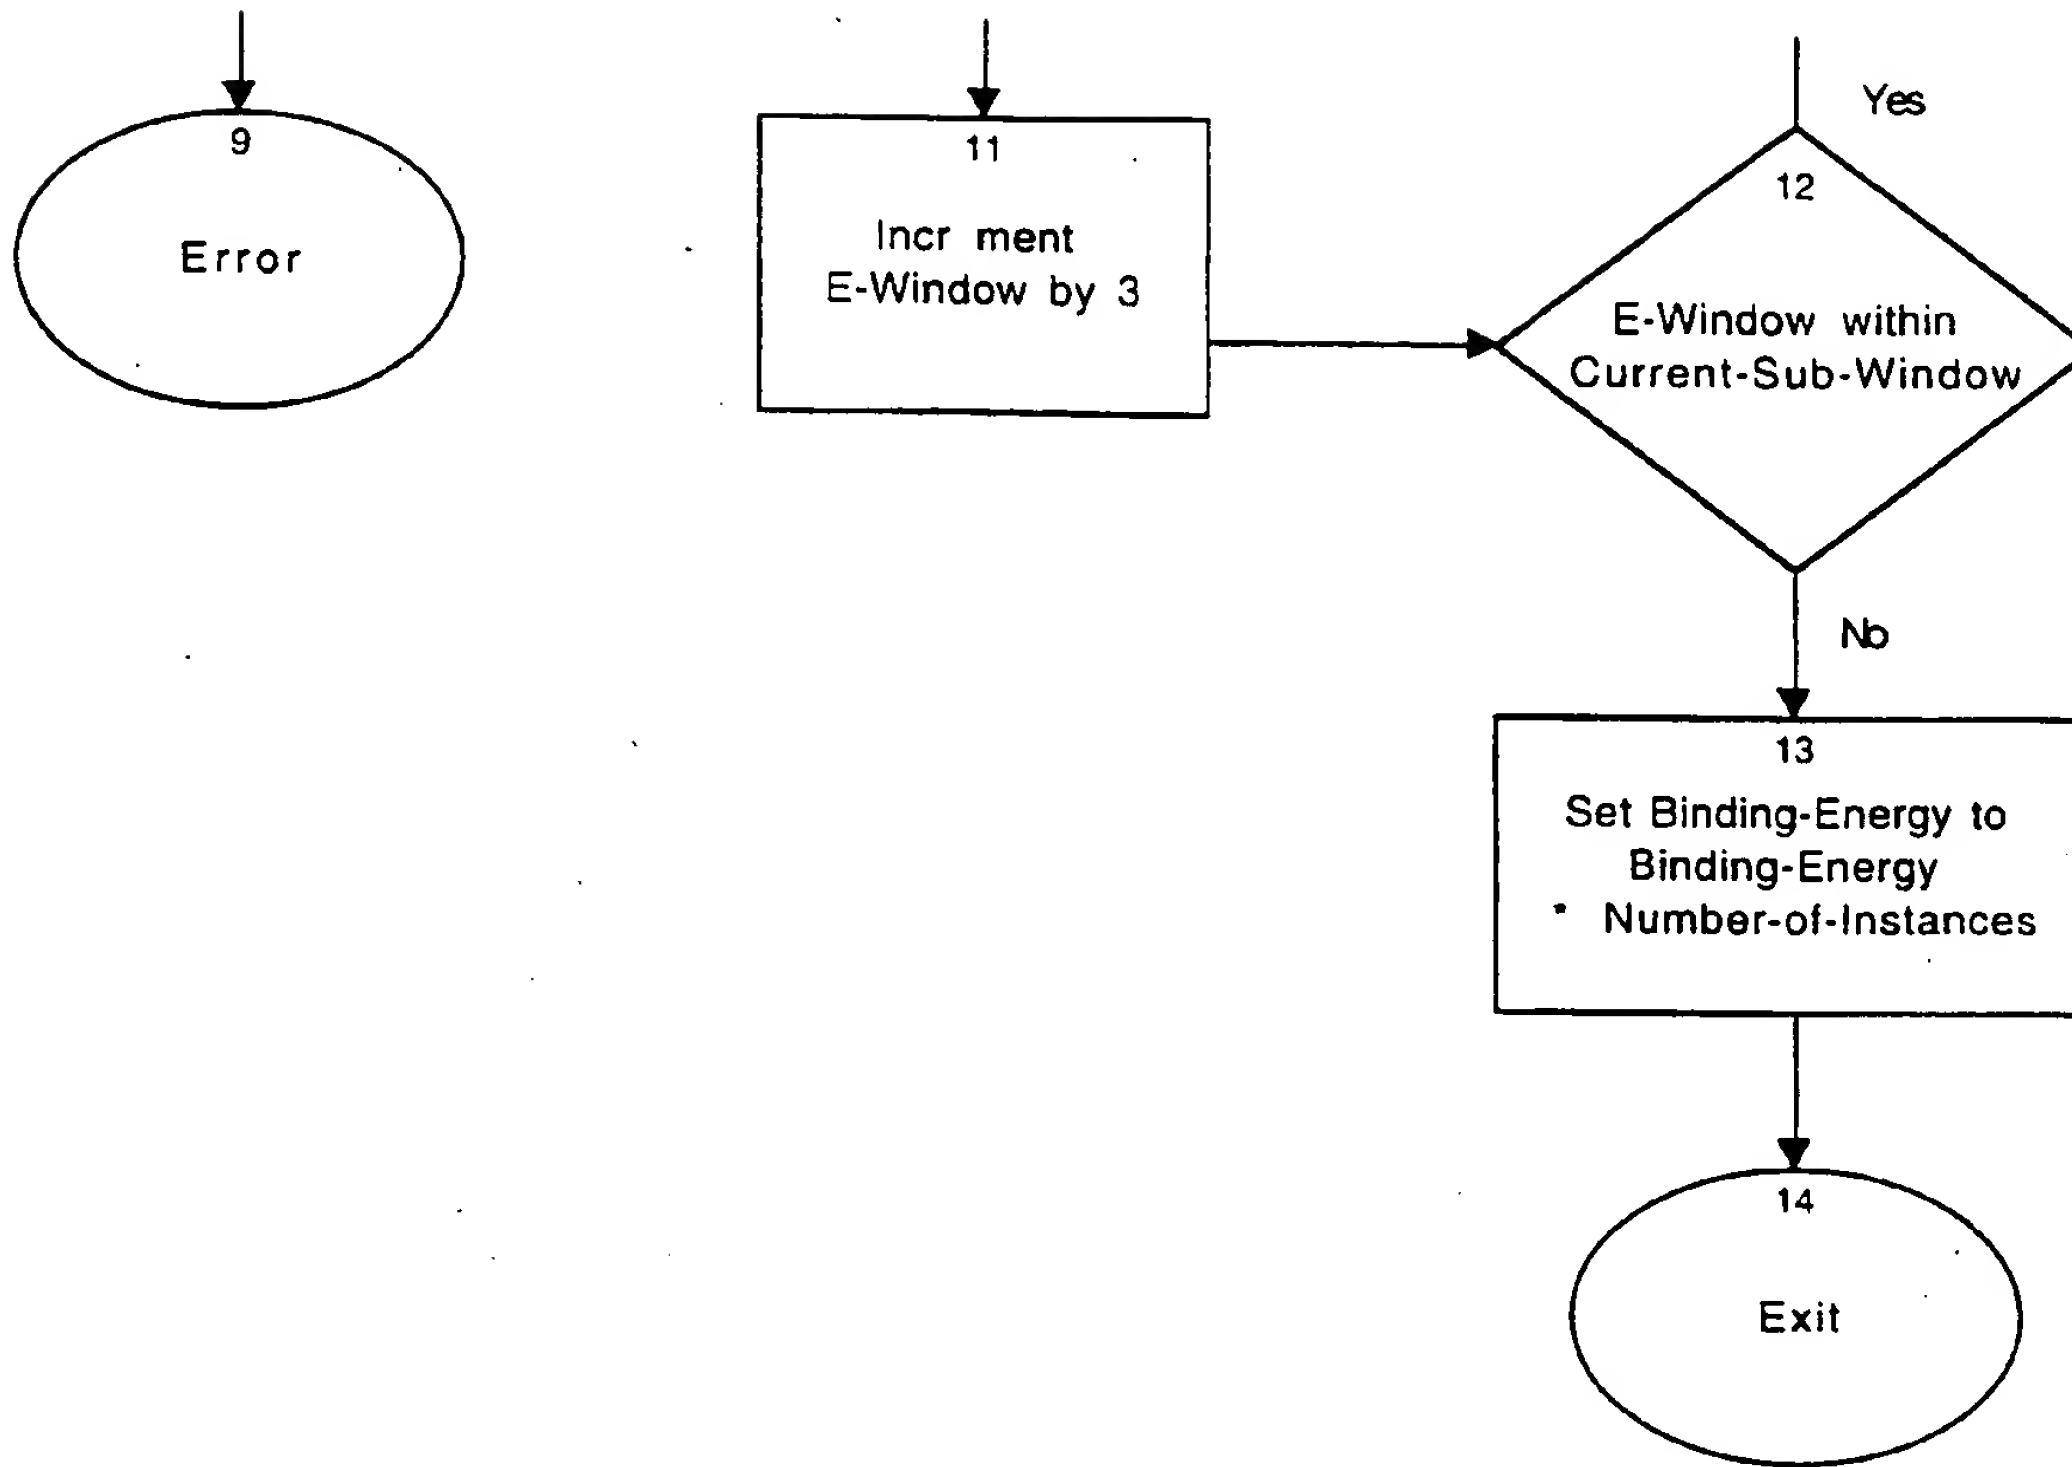 9
Error
11
Incr ment
E-Window by 3
Yes
12
E-Window within
Current-Sub-Window
No
13
Set Binding-Energy to
Binding-Energy
* Number-of-Instances
14
Exit